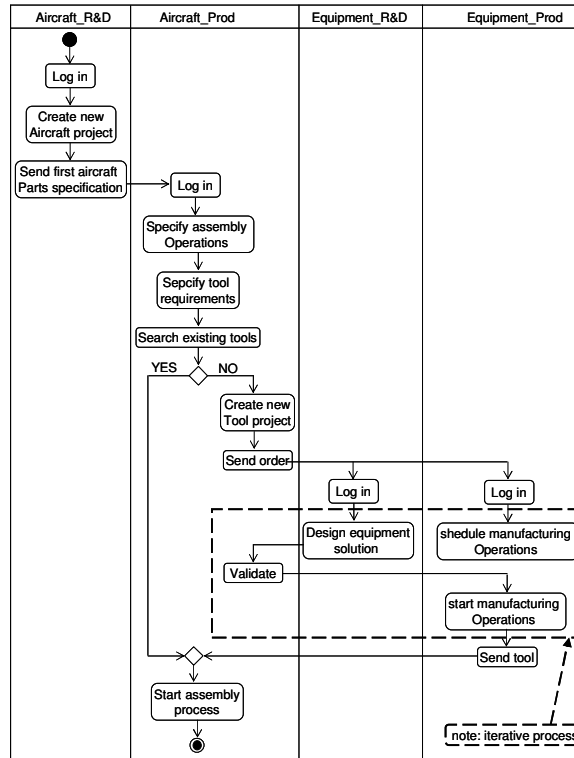 Aircraft_R&D
Aircraft_Prod
Equipment_R&D
Equipment_Prod
Log in
Create new
Aircraft project
Send first aircraft
Parts specification
Log in
Specify assembly
Operations
Sepcify tool
requirements
Search existing tools
YES
NO
Create new
Tool project
Send order
Log in
Log in
Design equipment
solution
shedule manufacturing
Operations
Validate
start manufacturing
Operations
Send tool
Start assembly
process
note: iterative process